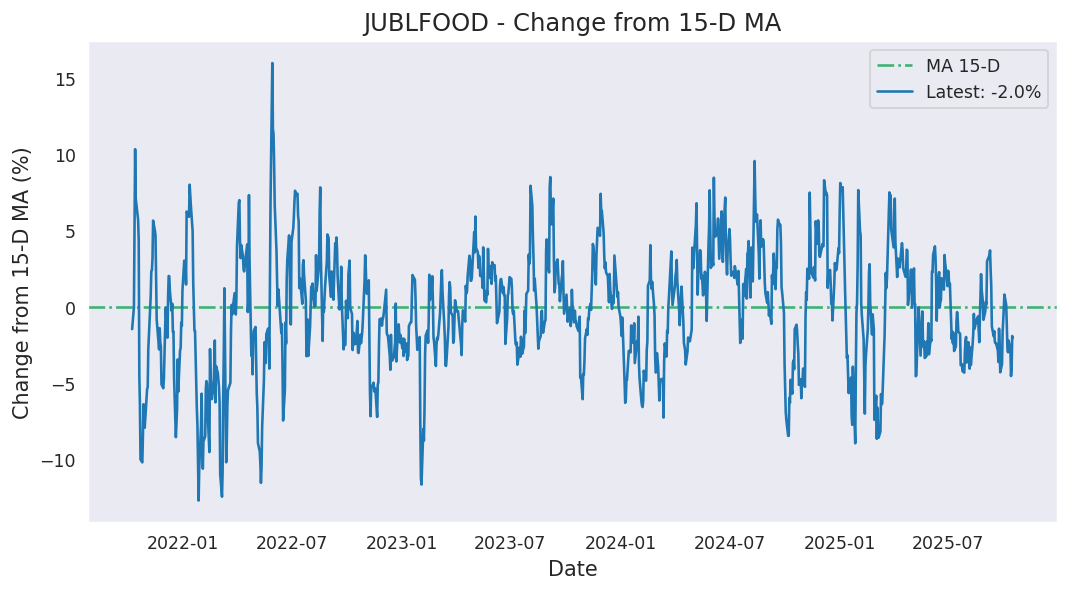 JUBLFOOD - Change from 15-D MA
MA 15-D
Latest: -2.0%
Change from 15-D MA (%)
15
10
5
0
−5
−10
2022-01
2022-07
2023-01
2023-07
2024-01
2024-07
2025-01
2025-07
Date